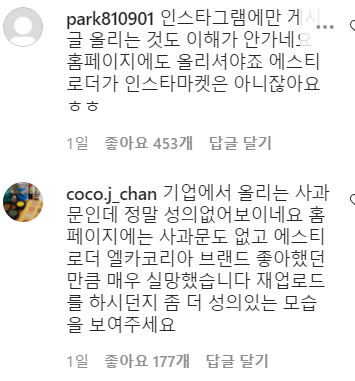 park810901 인스타그램에만 게시
글 올리는 것도 이해가 안가네요
홈페이지에도 올리셔야죠 에스티
로더가 인스타마켓은 아니잖아요
ㅎㅎ
1일 좋아요 453개 답글 달기
coco.j_chan 기업에서 올리는 사과
문인데 정말 성의없어보이네요 홈
페이지에는 사과문도 없고 에스티
로더 엘카코리아 브랜드 좋아했던
만큼 매우 실망했습니다 재업로드
를 하시던지 좀 더 성의있는 모습
을 보여주세요
1일 좋아요 177개 답글 달기